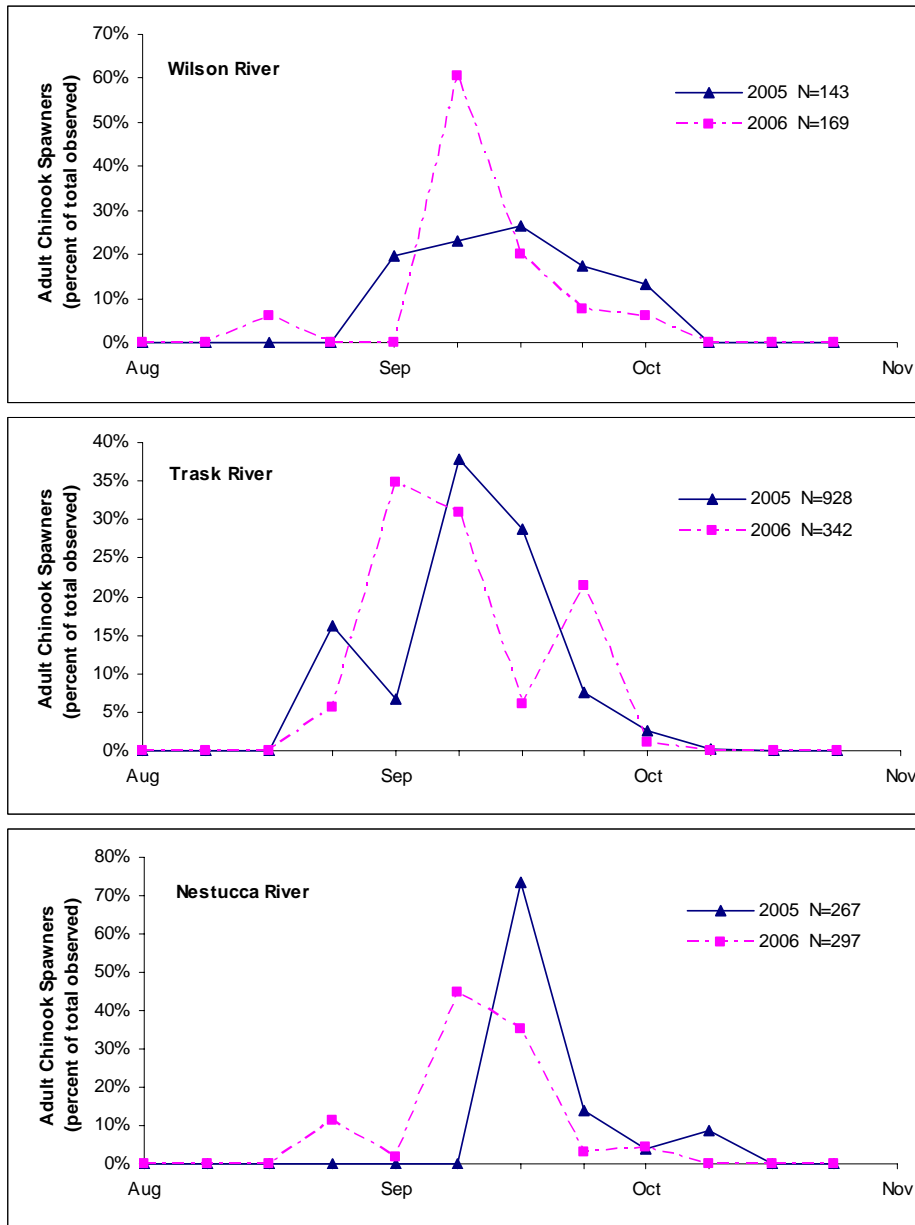 Wilson River
Adult Chinook Spawners
(percent of total observed)
70%
60%
50%
40%
30%
20%
10%
0%
Aug
Sep
Oct
Nov
2005 N=143
2006 N=169
Trask River
Adult Chinook Spawners
(percent of total observed)
40%
35%
30%
25%
20%
15%
10%
5%
0%
Aug
Sep
Oct
Nov
2005 N=928
2006 N=342
Nestucca River
Adult Chinook Spawners
(percent of total observed)
80%
70%
60%
50%
40%
30%
20%
10%
0%
Aug
Sep
Oct
Nov
2005 N=267
2006 N=297